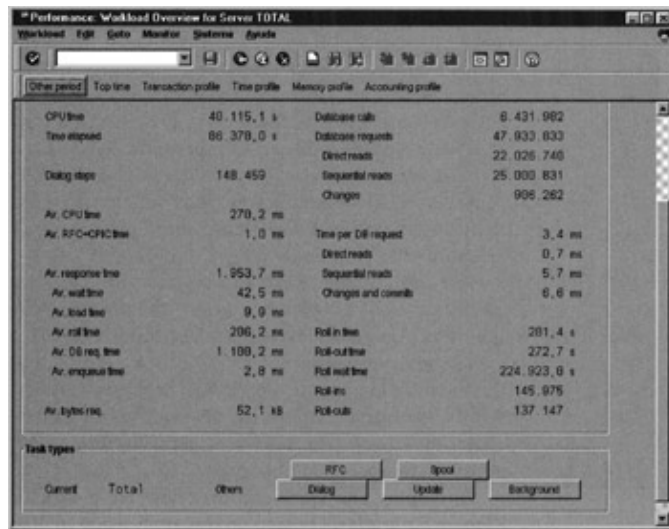 Performance: Workload Overview for Server TOTAL
Workload Edit Goto Monitor Sistema Ayuda
Other period Top time Transaction profile Time profile Memory profile Accounting profile
CPU time 40.115,1 s Database calls 6.431.982
Time elapsed 86.378,0 s Database requests 47.933.833
Direct reads 22.026.740
Dialog steps 148.459 Sequential reads 25.000.831
Changes 906.262
Av. CPU time 270,2 ms
Av. RFC+CPIC time 1,0 ms Time per DB request 3,4 ms
Direct reads 0,7 ms
Av. response time 1.953,7 ms Sequential reads 5,7 ms
Av. wait time 42,5 ms Changes and commits 6,6 ms
Av. load time 9,9 ms
Av. roll time 206,2 ms Roll in time 281,4 s
Av. DB req. time 1.100,2 ms Roll-out time 272,7 s
Av. enqueue time 2,8 ms Roll wait time 224.923,8 s
Roll-ins 145.975
Av. bytes req. 52,1 kB Roll-outs 137.147
Task types
RFC Spool
Current Total Others Dialog Update Background